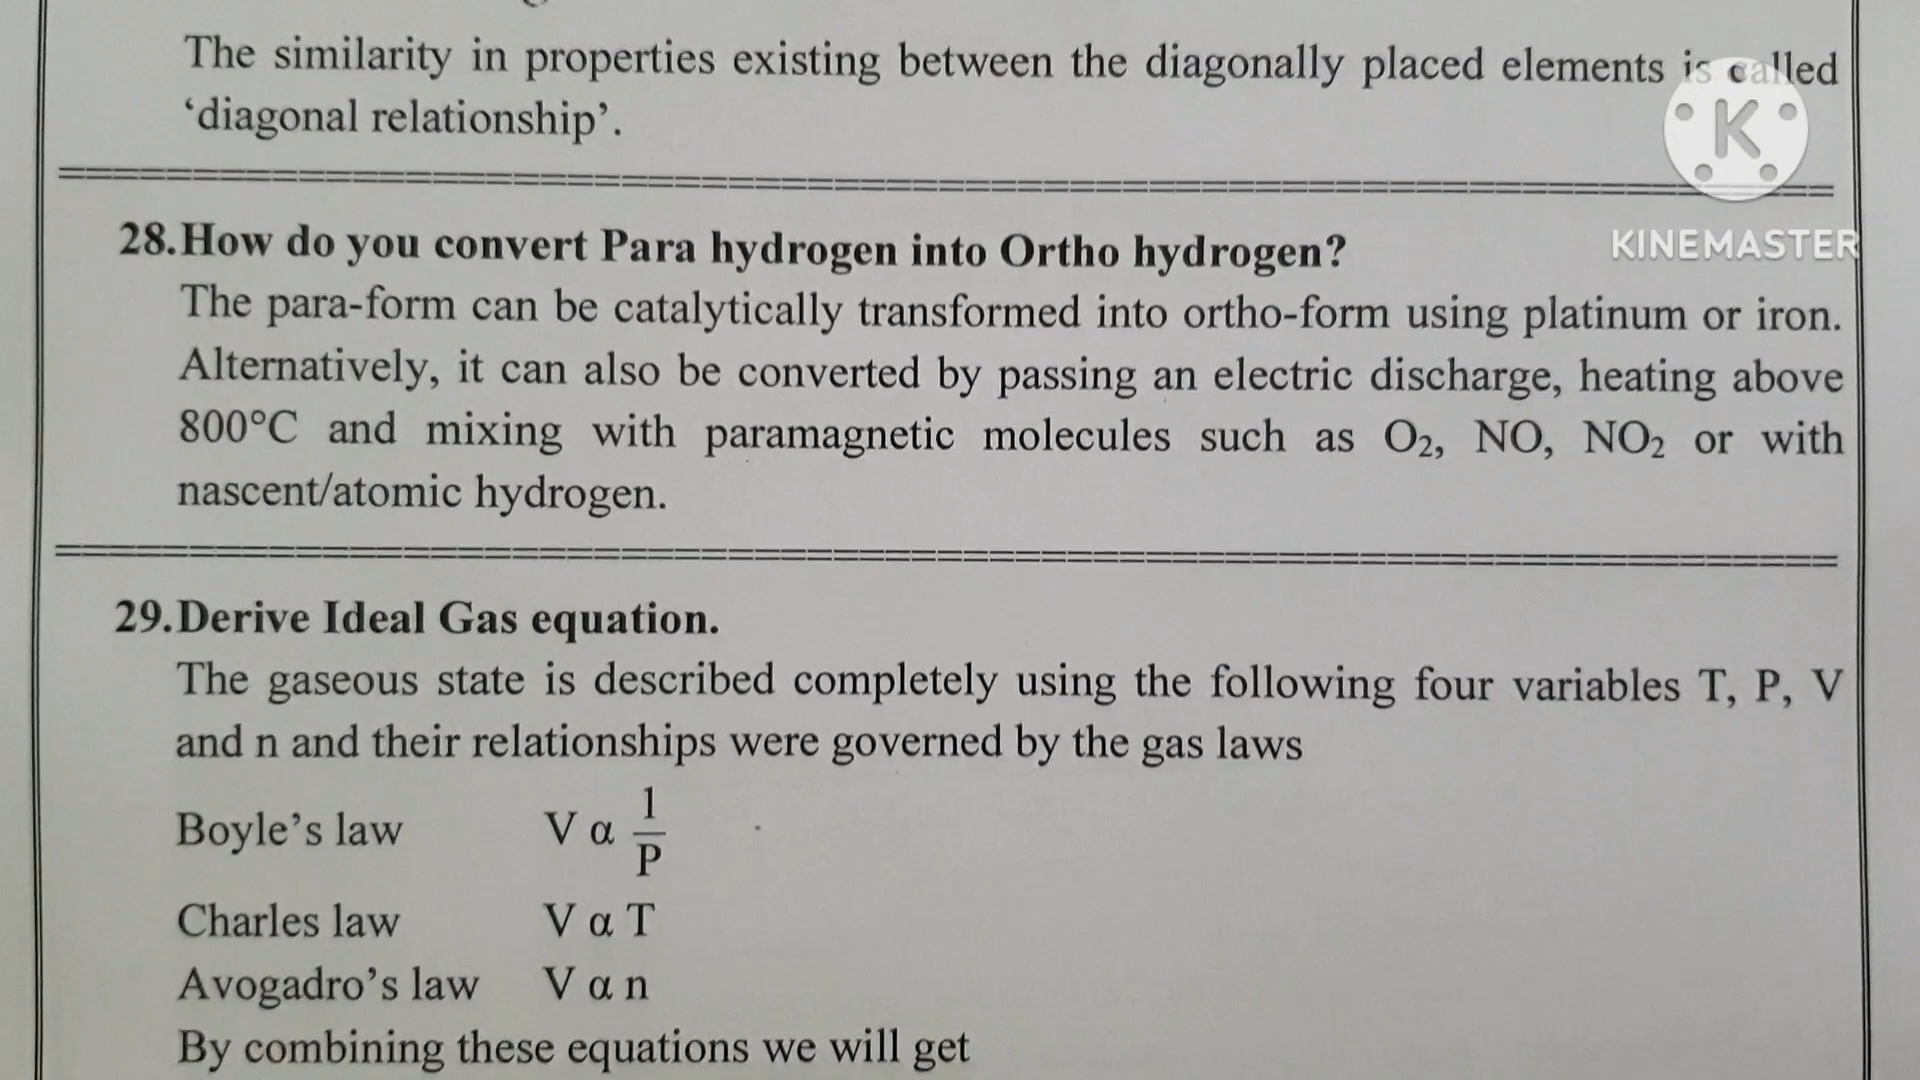 The similarity in properties existing between the diagonally placed elements is called
‘diagonal relationship’.
K
KINEMASTER
28.How do you convert Para hydrogen into Ortho hydrogen?
The para-form can be catalytically transformed into ortho-form using platinum or iron.
Alternatively, it can also be converted by passing an electric discharge, heating above
800°C and mixing with paramagnetic molecules such as O₂, NO, NO₂ or with
nascent/atomic hydrogen.
29.Derive Ideal Gas equation.
The gaseous state is described completely using the following four variables T, P, V
and n and their relationships were governed by the gas laws
Boyle’s law V α 1/P
Charles law V α T
Avogadro’s law V α n
By combining these equations we will get